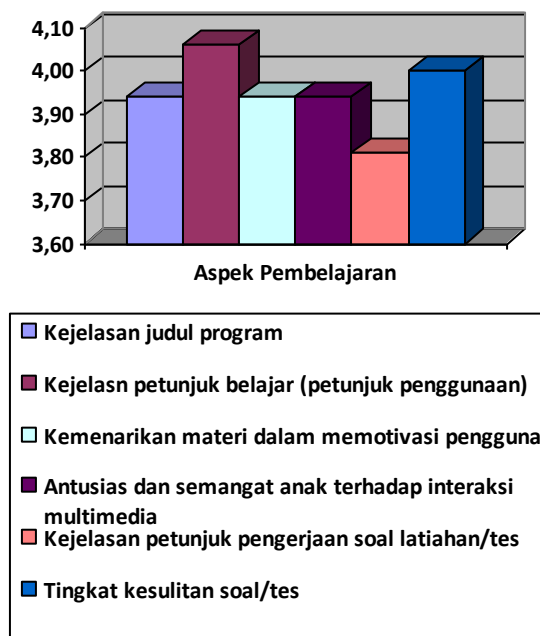 4,10
4,00
3,90
3,80
3,70
3,60
Aspek Pembelajaran
Kejelasan judul program
Kejelasn petunjuk belajar (petunjuk penggunaan)
Kemenarikan materi dalam memotivasi pengguna
Antusias dan semangat anak terhadap interaksi
multimedia
Kejelasan petunjuk pengerjaan soal latiahan/tes
Tingkat kesulitan soal/tes